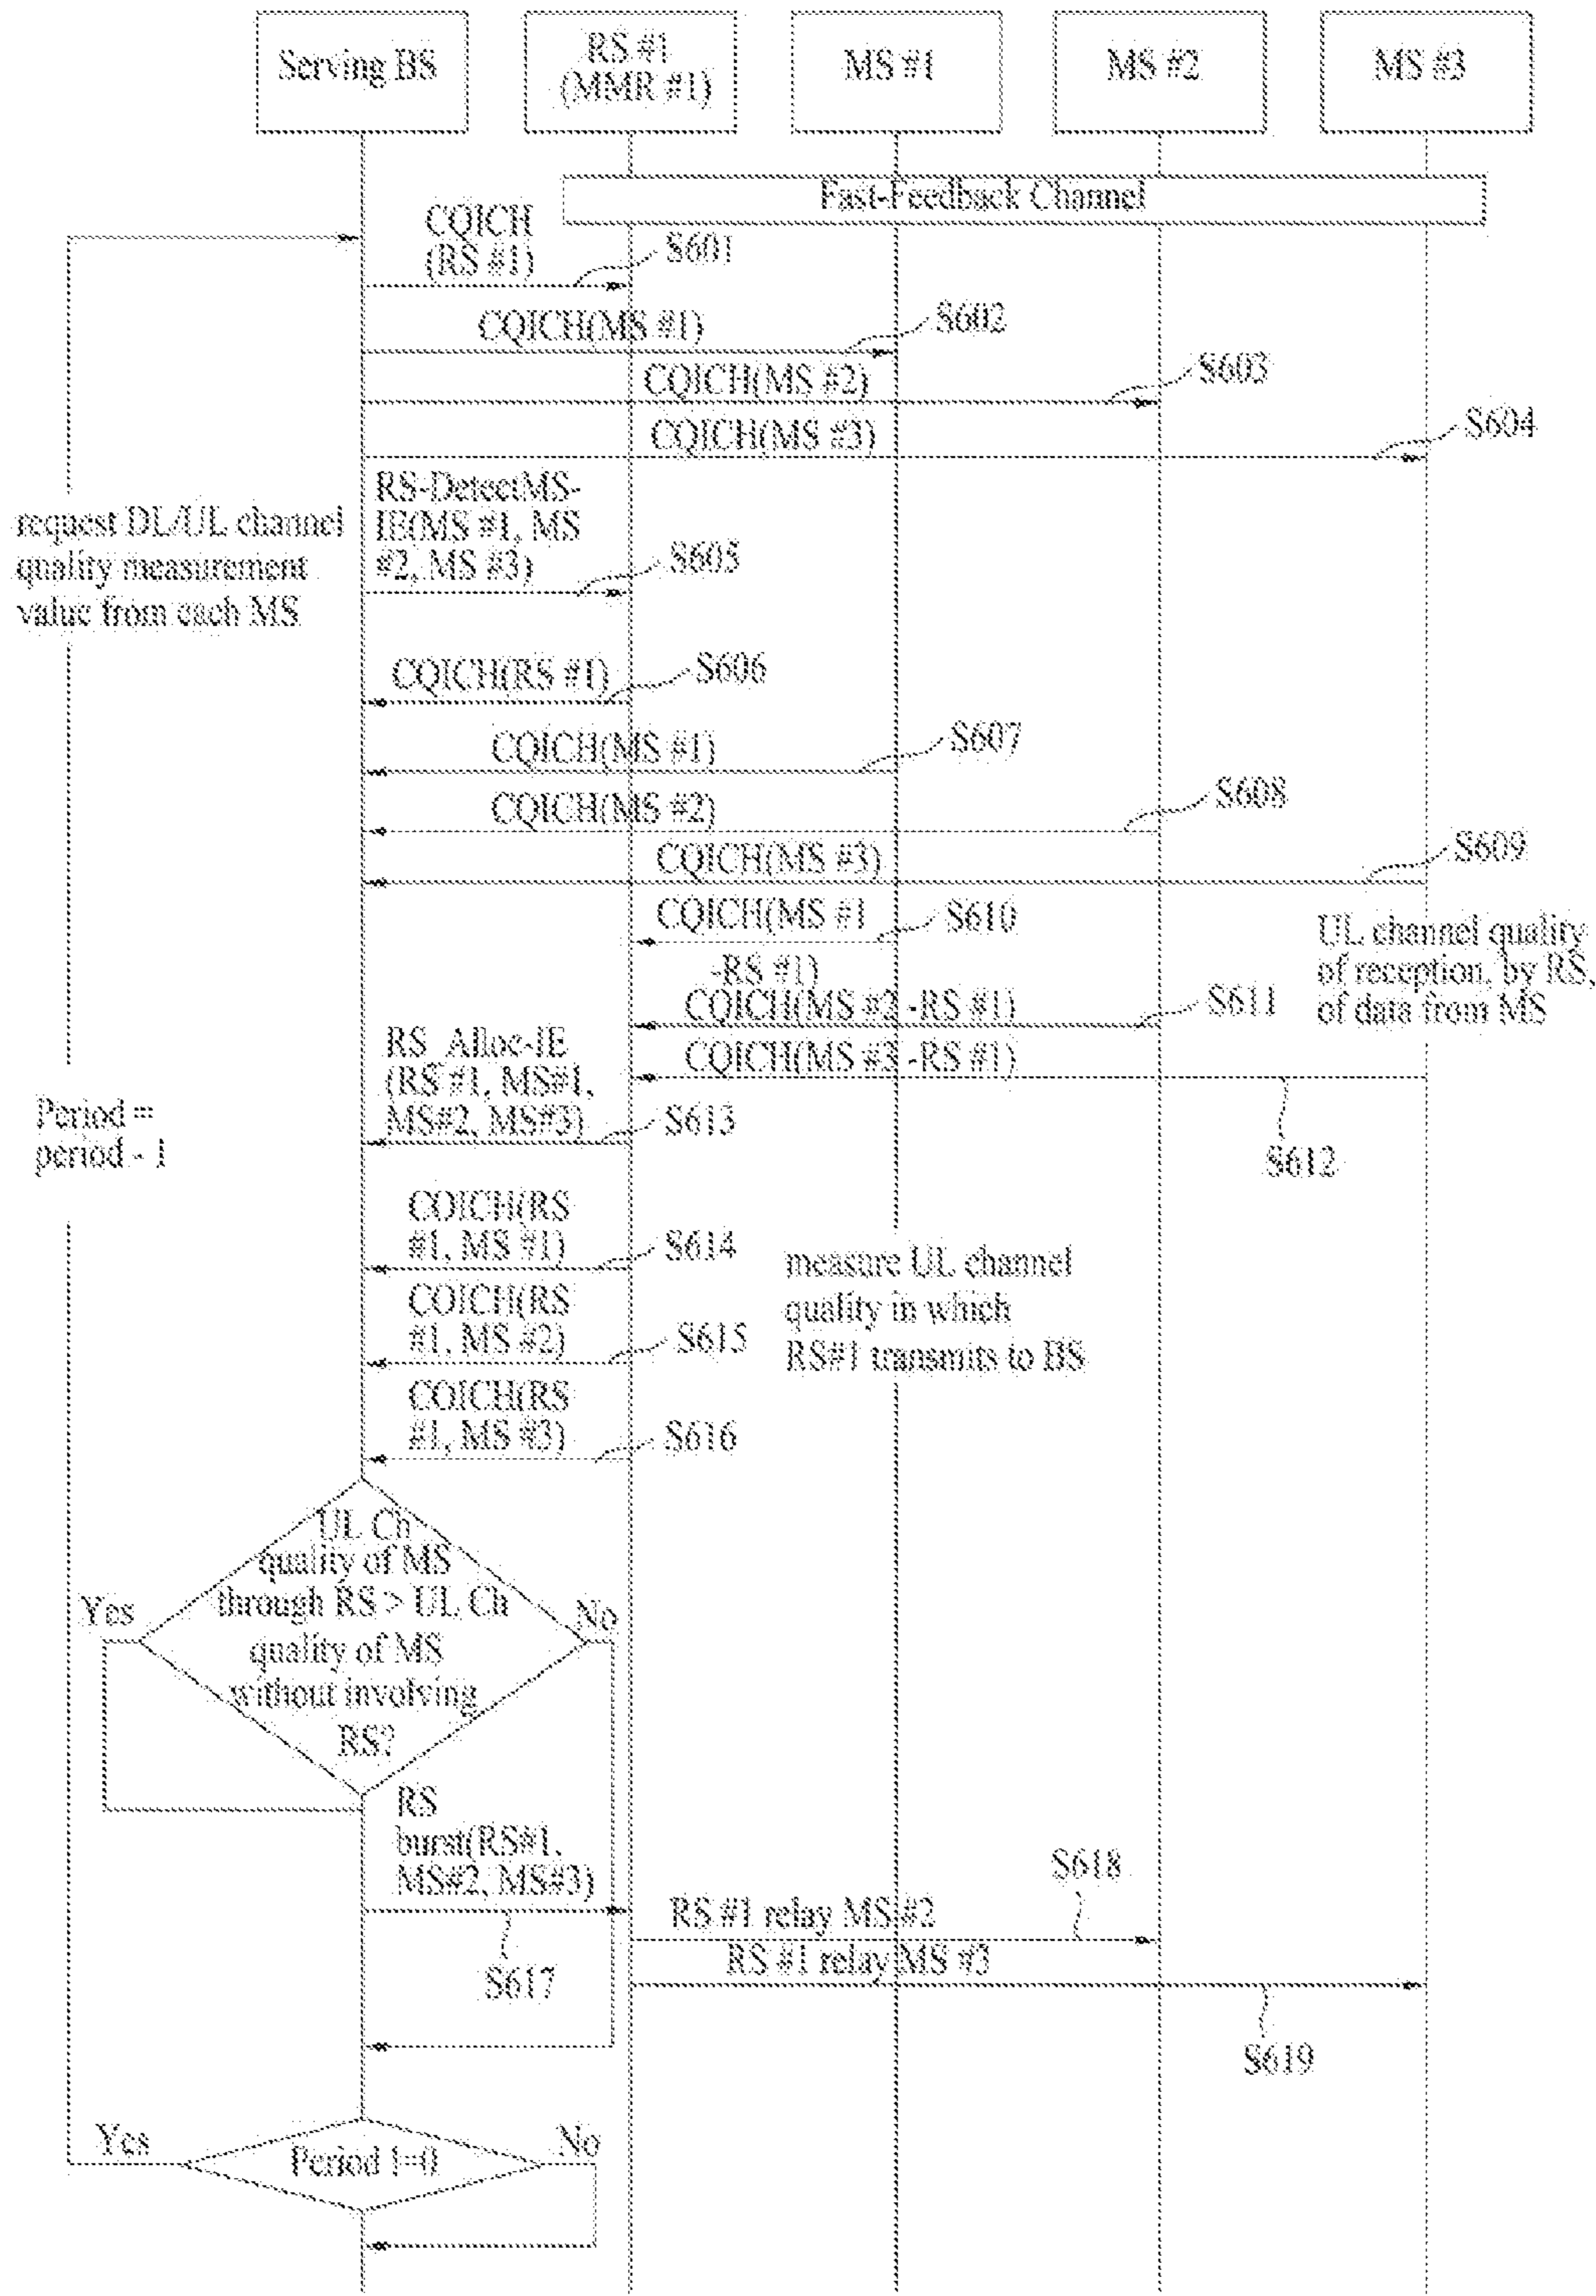 Serving BS
RS #1
(MMR #1)
MS #1
MS #2
MS #3
Fast-Feedback Channel
CQICH
(RS #1)
S601
CQICH(MS #1)
S602
CQICH(MS #2)
S603
CQICH(MS #3)
S604
request DL/UL channel
quality measurement
value from each MS
RS-DetectMS-
IE(MS #1, MS
#2, MS #3)
S605
CQICH(RS #1)
S606
CQICH(MS #1)
S607
CQICH(MS #2)
S608
CQICH(MS #3)
S609
CQICH(MS #1
-RS #1)
S610
UL channel quality
of reception, by RS,
of data from MS
CQICH(MS #2 -RS #1)
S611
CQICH(MS #3 -RS #1)
S612
RS_Alloc-IE
(RS #1, MS#1,
MS#2, MS#3)
S613
Period =
period - 1
CQICH(RS
#1, MS #1)
S614
measure UL channel
quality in which
RS#1 transmits to BS
CQICH(RS
#1, MS #2)
S615
CQICH(RS
#1, MS #3)
S616
UL Ch
quality of MS
through RS > UL Ch
quality of MS
without involving
RS?
Yes
No
RS
burst(RS#1,
MS#2, MS#3)
S617
RS #1 relay MS #2
S618
RS #1 relay MS #3
S619
Yes
Period !=0
No